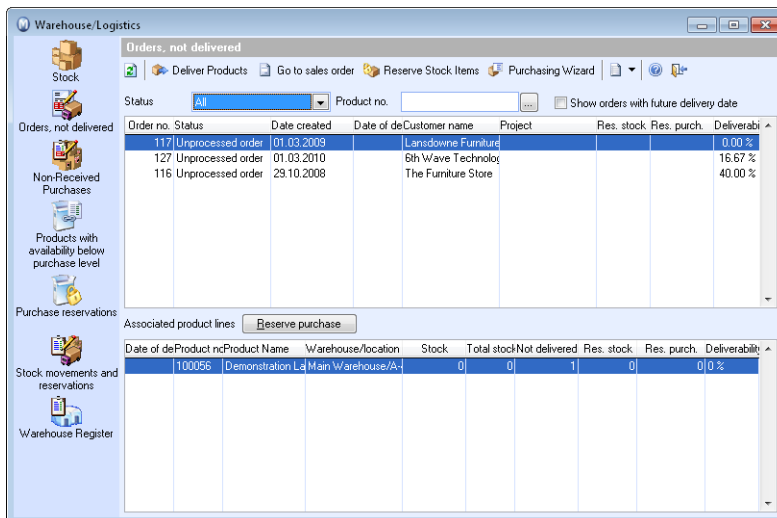 Warehouse/Logistics
Orders, not delivered
Stock
Orders, not delivered
Non-Received
Purchases
Products with
availability below
purchase level
Purchase reservations
Stock movements and
reservations
Warehouse Register
Deliver Products Go to sales order Reserve Stock Items Purchasing Wizard
Status All Product no. ... Show orders with future delivery date
Order no. Status Date created Date of de Customer name Project Res. stock Res. purch. Deliverabi
117 Unprocessed order 01.03.2009 Lansdowne Furniture 0.00 %
127 Unprocessed order 01.03.2010 6th Wave Technolog 16.67 %
116 Unprocessed order 29.10.2008 The Furniture Store 40.00 %
Associated product lines Reserve purchase
Date of de Product no Product Name Warehouse/location Stock Total stock Not delivered Res. stock Res. purch. Deliverability
100056 Demonstration La Main Warehouse/A- 0 0 1 0 0 0 %